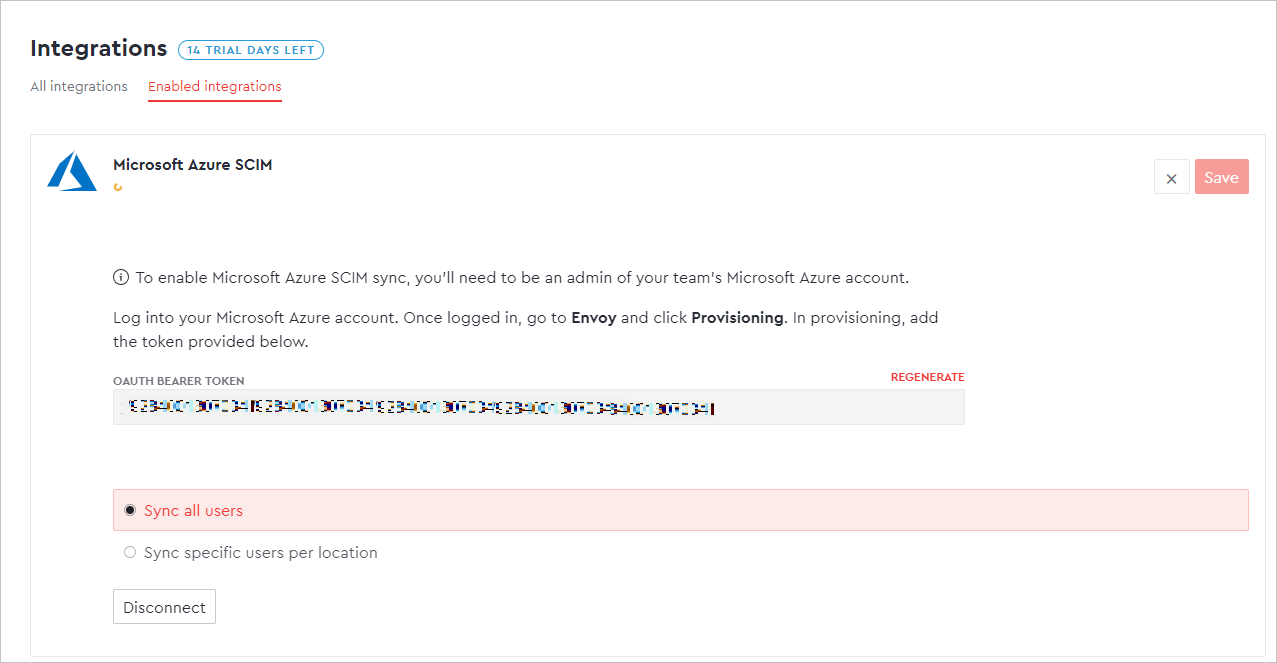 Integrations
14 TRIAL DAYS LEFT
All integrations
Enabled integrations
Microsoft Azure SCIM
Save
To enable Microsoft Azure SCIM sync, you'll need to be an admin of your team's Microsoft Azure account.
Log into your Microsoft Azure account. Once logged in, go to Envoy and click Provisioning. In provisioning, add
the token provided below.
OAUTH BEARER TOKEN
REGENERATE
Sync all users
Sync specific users per location
Disconnect